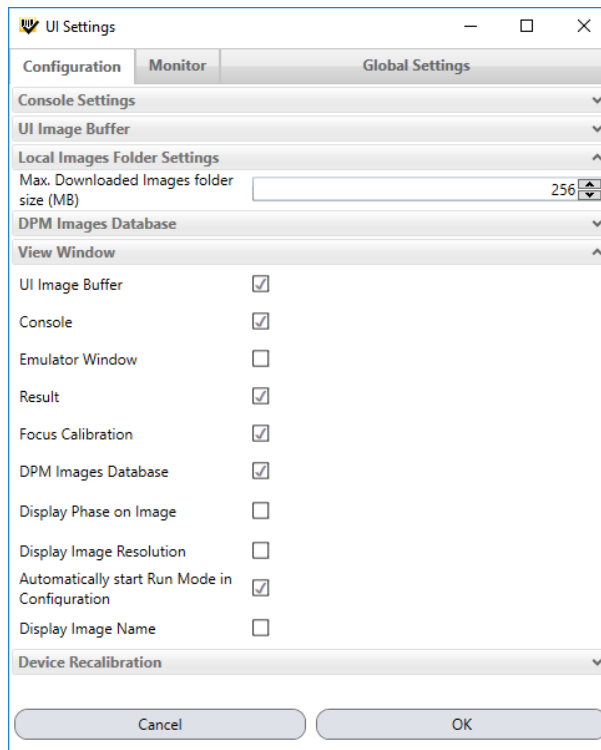 UI Settings
Configuration Monitor Global Settings
Console Settings
UI Image Buffer
Local Images Folder Settings
Max. Downloaded Images folder
size (MB)
256
DPM Images Database
View Window
UI Image Buffer
Console
Emulator Window
Result
Focus Calibration
DPM Images Database
Display Phase on Image
Display Image Resolution
Automatically start Run Mode in
Configuration
Display Image Name
Device Recalibration
Cancel OK